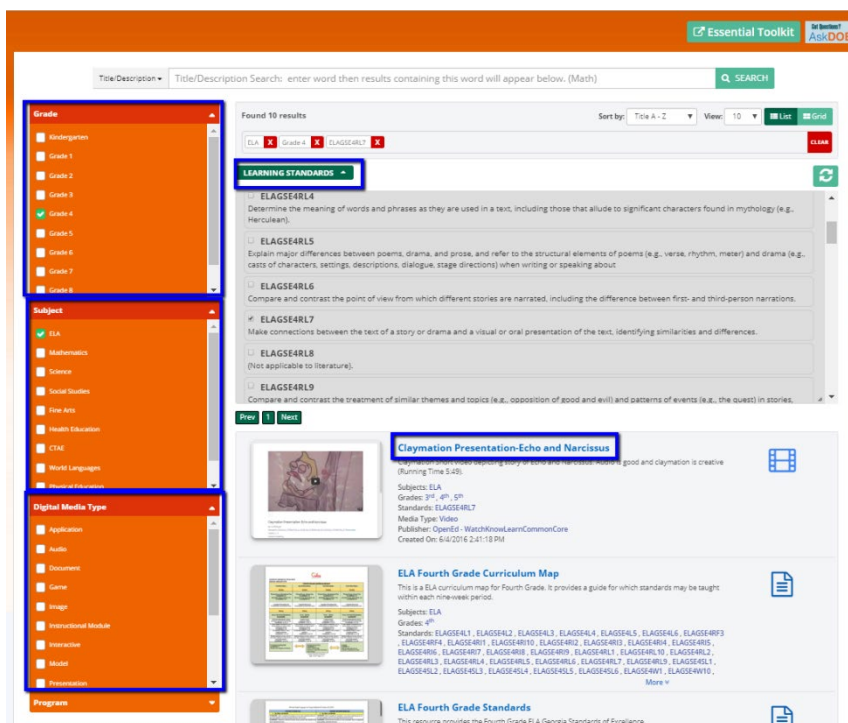 Essential Toolkit
Got Questions?
AskDOE
Title/Description
Title/Description Search: enter word then results containing this word will appear below. (Math)
SEARCH
Grade
Kindergarten
Grade 1
Grade 2
Grade 3
Grade 4
Grade 5
Grade 6
Grade 7
Grade 8
Subject
ELA
Mathematics
Science
Social Studies
Fine Arts
Health Education
CTAE
World Languages
Physical Education
Digital Media Type
Application
Audio
Document
Game
Image
Instructional Module
Interactive
Model
Presentation
Program
Found 10 results
Sort by: Title A - Z View: 10 List Grid
ELA X Grade 4 X ELAGSE4RL7 X
CLEAR
LEARNING STANDARDS
ELAGSE4RL4
Determine the meaning of words and phrases as they are used in a text, including those that allude to significant characters found in mythology (e.g.,
Herculean).
ELAGSE4RL5
Explain major differences between poems, drama, and prose, and refer to the structural elements of poems (e.g., verse, rhythm, meter) and drama (e.g.,
casts of characters, settings, descriptions, dialogue, stage directions) when writing or speaking about
ELAGSE4RL6
Compare and contrast the point of view from which different stories are narrated, including the difference between first- and third-person narrations.
ELAGSE4RL7
Make connections between the text of a story or drama and a visual or oral presentation of the text, identifying similarities and differences.
ELAGSE4RL8
(Not applicable to literature).
ELAGSE4RL9
Compare and contrast the treatment of similar themes and topics (e.g., opposition of good and evil) and patterns of events (e.g., the quest) in stories,
Prev 1 Next
Claymation Presentation-Echo and Narcissus
Claymation short video depicting story of Echo and Narcissus. Audio is good and claymation is creative
(Running Time 5:49).
Subjects: ELA
Grades: 3rd , 4th , 5th
Standards: ELAGSE4RL7
Media Type: Video
Publisher: OpenEd - WatchKnowLearnCommonCore
Created On: 6/4/2016 2:41:18 PM
ELA Fourth Grade Curriculum Map
This is a ELA curriculum map for Fourth Grade. It provides a guide for which standards may be taught
within each nine-week period.
Subjects: ELA
Grades: 4th
Standards: ELAGSE4L1 , ELAGSE4L2 , ELAGSE4L3 , ELAGSE4L4 , ELAGSE4L5 , ELAGSE4L6 , ELAGSE4RF3
, ELAGSE4RF4 , ELAGSE4RI1 , ELAGSE4RI10 , ELAGSE4RI2 , ELAGSE4RI3 , ELAGSE4RI4 , ELAGSE4RI5 ,
ELAGSE4RI6 , ELAGSE4RI7 , ELAGSE4RI8 , ELAGSE4RI9 , ELAGSE4RL1 , ELAGSE4RL10 , ELAGSE4RL2 ,
ELAGSE4RL3 , ELAGSE4RL4 , ELAGSE4RL5 , ELAGSE4RL6 , ELAGSE4RL7 , ELAGSE4RL9 , ELAGSE4SL1 ,
ELAGSE4SL2 , ELAGSE4SL3 , ELAGSE4SL4 , ELAGSE4SL5 , ELAGSE4SL6 , ELAGSE4W1 , ELAGSE4W10 ,
More
ELA Fourth Grade Standards
This resource provides the Fourth Grade ELA Georgia Standards of Excellence.